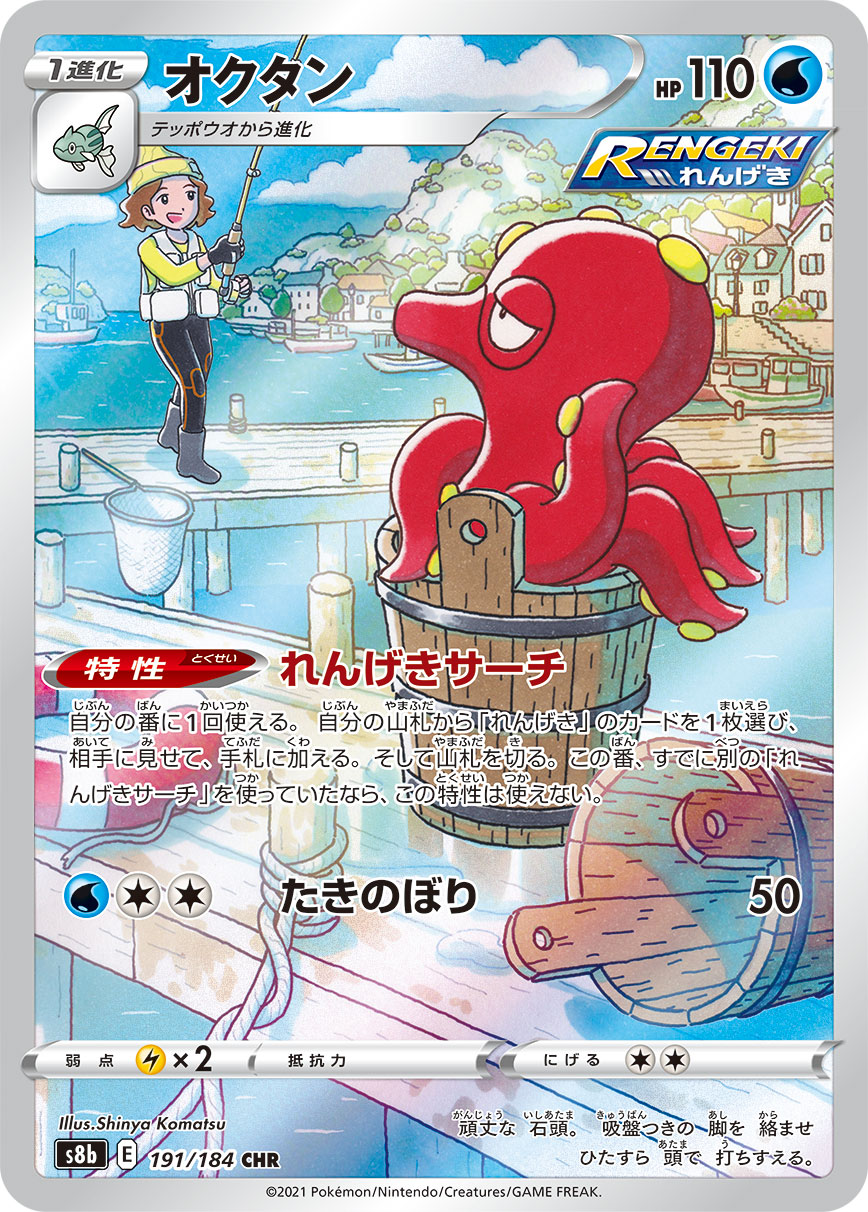 1進化
オクタン
HP 110
テッポウオから進化
RENGEKI
れんげき
特性 とくせい れんげきサーチ
自分の番に1回使える。自分の山札から「れんげき」のカードを1枚選び、
相手に見せて、手札に加える。そして山札を切る。この番、すでに別の「れ
んげきサーチ」を使っていたなら、この特性は使えない。
たきのぼり 50
弱点 ×2 抵抗力 にげる
Illus.Shinya Komatsu
頑丈な 石頭。 吸盤つきの 脚を 絡ませ
ひたすら 頭で 打ちすえる。
s8b E 191/184 CHR
©2021 Pokémon/Nintendo/Creatures/GAME FREAK.